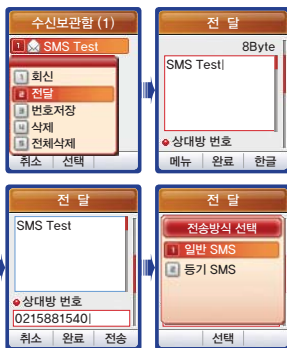 수신보관함 (1)
1 SMS Test
1 회신
2 전달
3 번호저장
4 삭제
5 전체삭제
취소 선택
전 달
8Byte
SMS Test
상대방 번호
메뉴 완료 한글
전 달
SMS Test
상대방 번호
0215881540
취소 완료 전송
전 달
전송방식 선택
1 일반 SMS
2 등기 SMS
선택